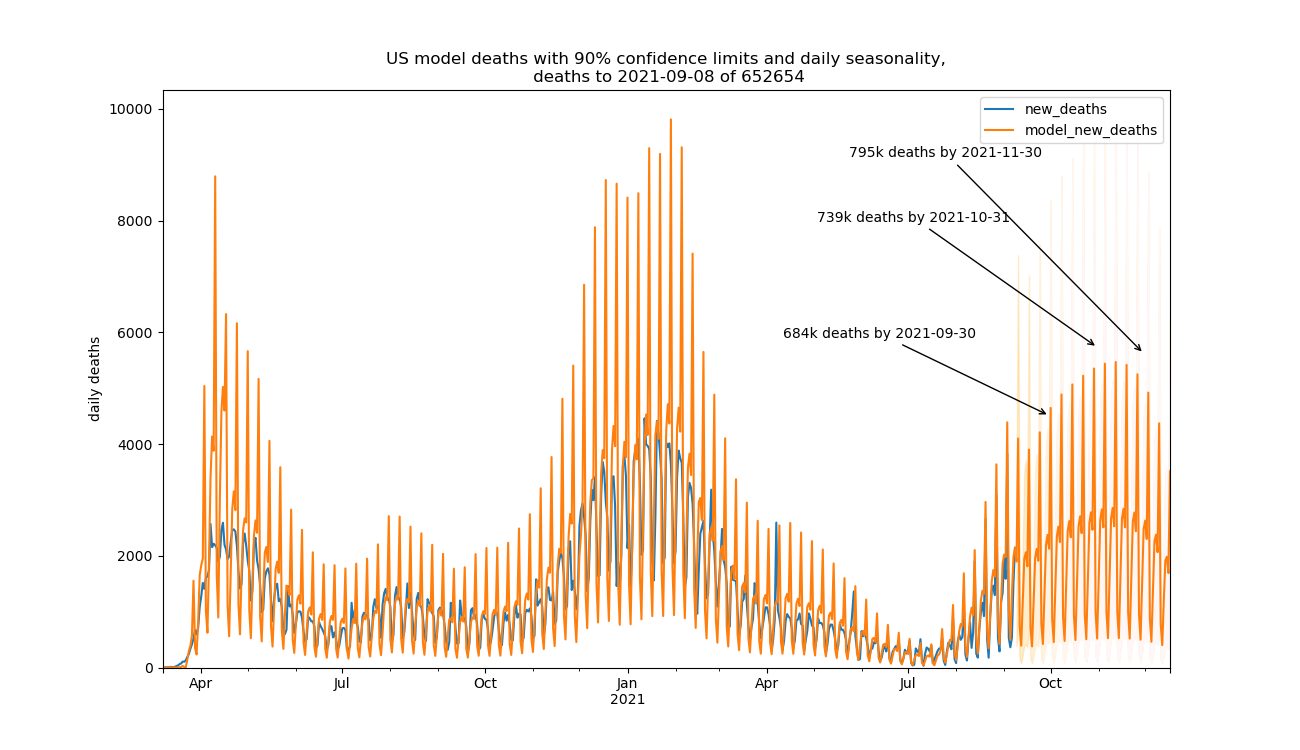 US model deaths with 90% confidence limits and daily seasonality,
deaths to 2021-09-08 of 652654
new_deaths
model_new_deaths
795k deaths by 2021-11-30
739k deaths by 2021-10-31
684k deaths by 2021-09-30
daily deaths
10000
8000
6000
4000
2000
0
Apr
Jul
Oct
Jan
2021
Apr
Jul
Oct